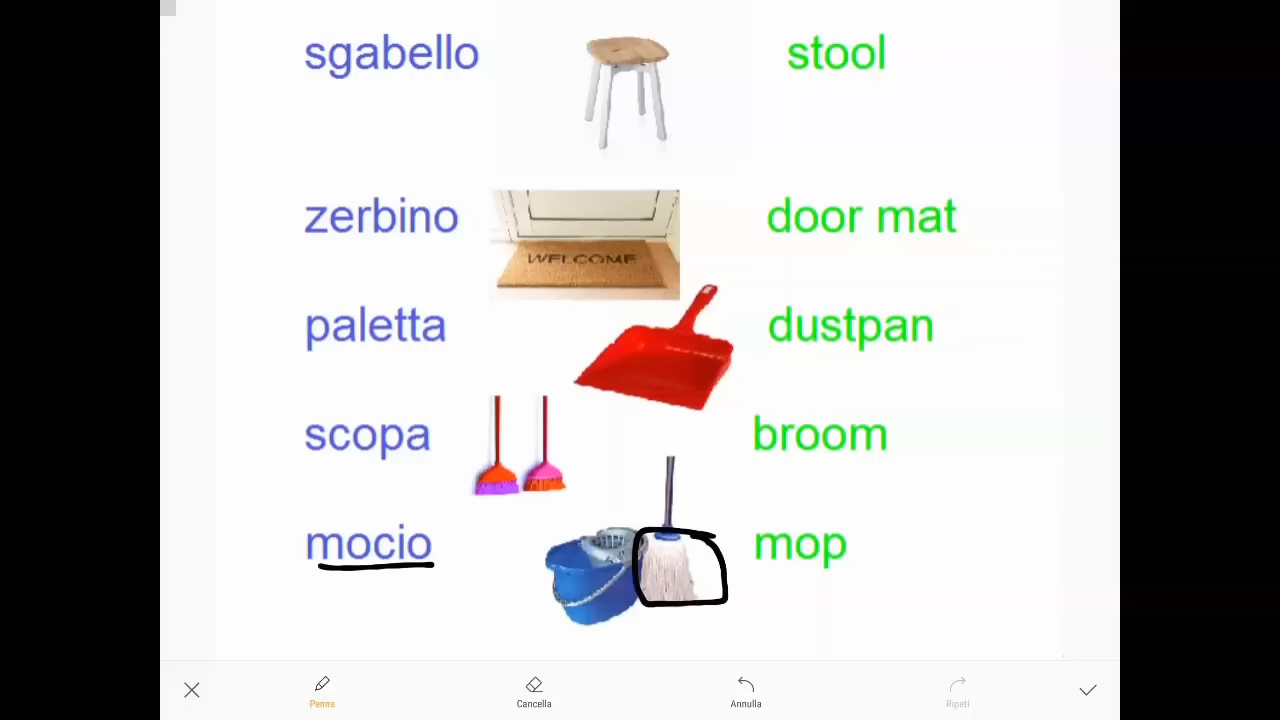 sgabello stool
zerbino door mat
WELCOME
paletta dustpan
scopa broom
mocio mop
Penna Cancella Annulla Ripeti